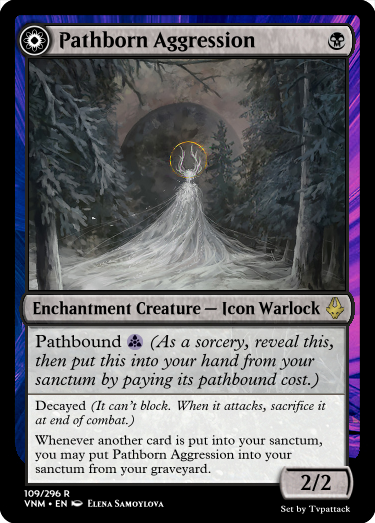 Pathborn Aggression
Enchantment Creature — Icon Warlock
Pathbound (As a sorcery, reveal this,
then put this into your hand from your
sanctum by paying its pathbound cost.)
Decayed (It can't block. When it attacks, sacrifice it
at end of combat.)
Whenever another card is put into your sanctum,
you may put Pathborn Aggression into your
sanctum from your graveyard.
2/2
109/296 R
VNM • EN Elena Samoylova
Set by Tvpattack